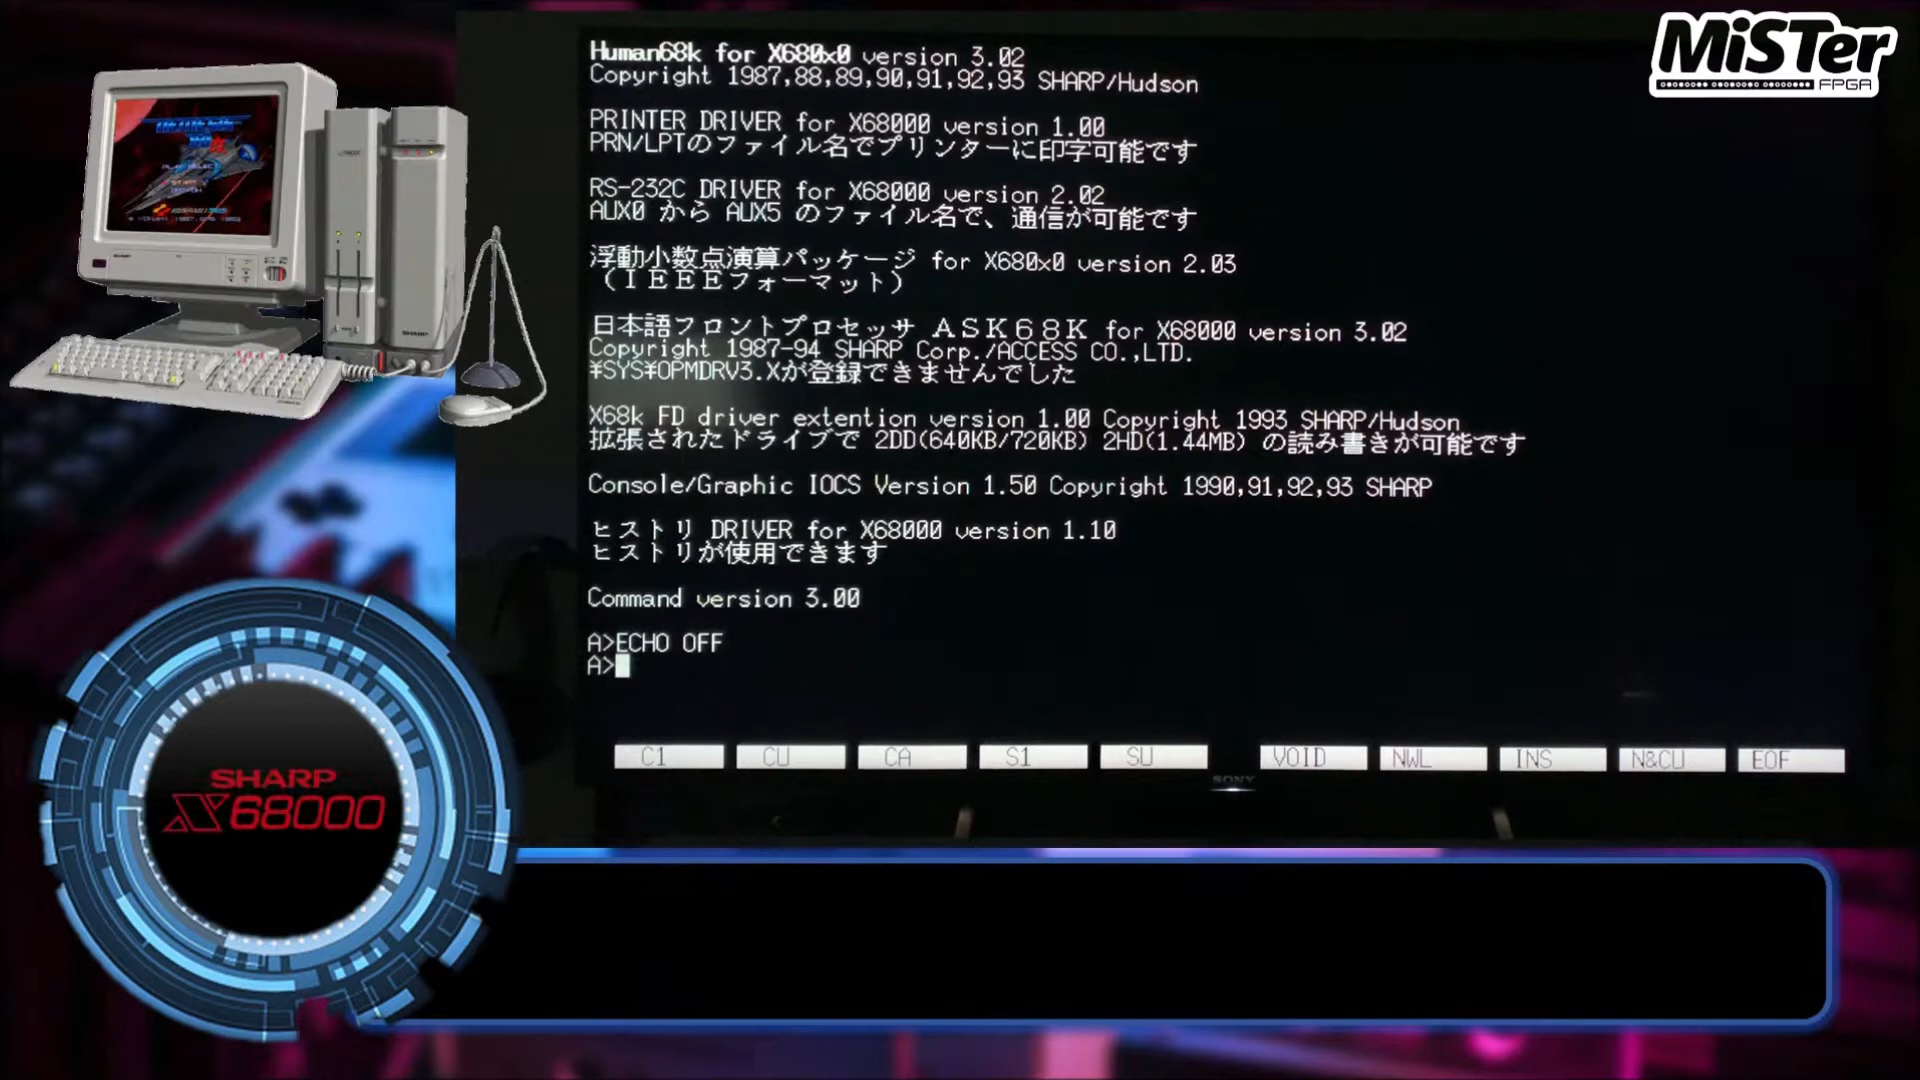 MiSTer
FPGA
Human68k for X680x0 version 3.02
Copyright 1987,88,89,90,91,92,93 SHARP/Hudson
PRINTER DRIVER for X68000 version 1.00
PRN/LPTのファイル名でプリンターに印字可能です
RS-232C DRIVER for X68000 version 2.02
AUX0 から AUX5 のファイル名で、通信が可能です
浮動小数点演算パッケージ for X680x0 version 2.03
（ＩＥＥＥフォーマット）
日本語フロントプロセッサ ＡＳＫ６８Ｋ for X68000 version 3.02
Copyright 1987-94 SHARP Corp./ACCESS CO.,LTD.
¥SYS¥OPMDRV3.Xが登録できませんでした
X68k FD driver extention version 1.00 Copyright 1993 SHARP/Hudson
拡張されたドライブで 2DD(640KB/720KB) 2HD(1.44MB) の読み書きが可能です
Console/Graphic IOCS Version 1.50 Copyright 1990,91,92,93 SHARP
ヒストリ DRIVER for X68000 version 1.10
ヒストリが使用できます
Command version 3.00
A>ECHO OFF
A>
C1 CU CA S1 SU VOID NWL INS N&CU EOF
SONY
SHARP
X68000
SHARP
SHARP